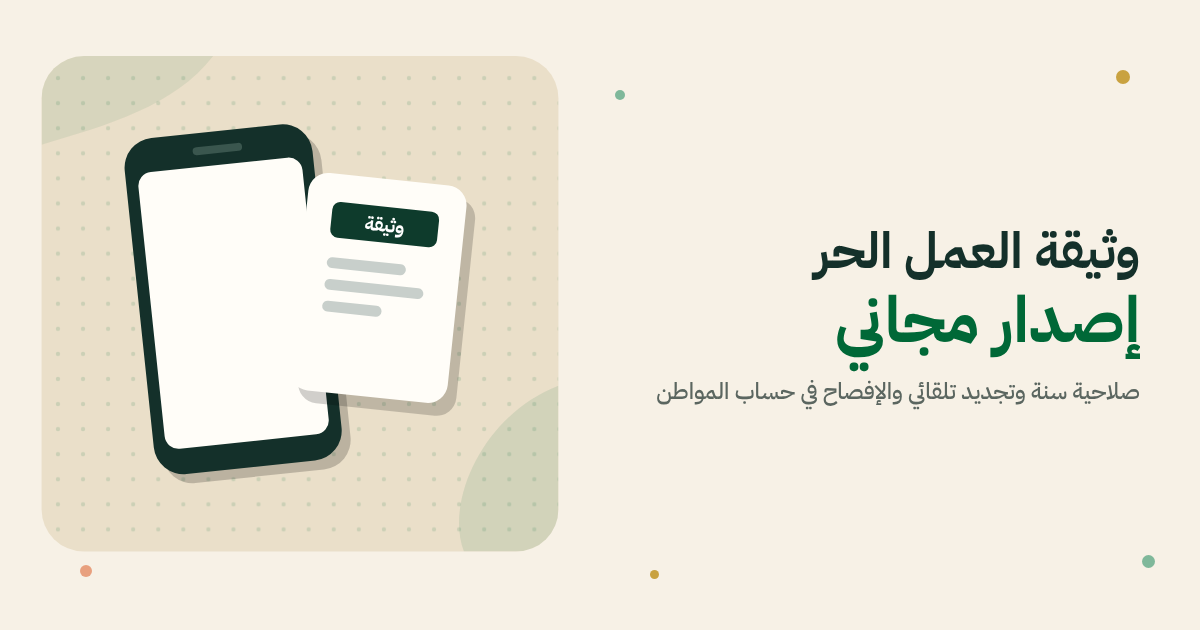 وثيقة العمل الحر
إصدار مجاني
صلاحية سنة وتجديد تلقائي والإفصاح في حساب المواطن
وثيقة